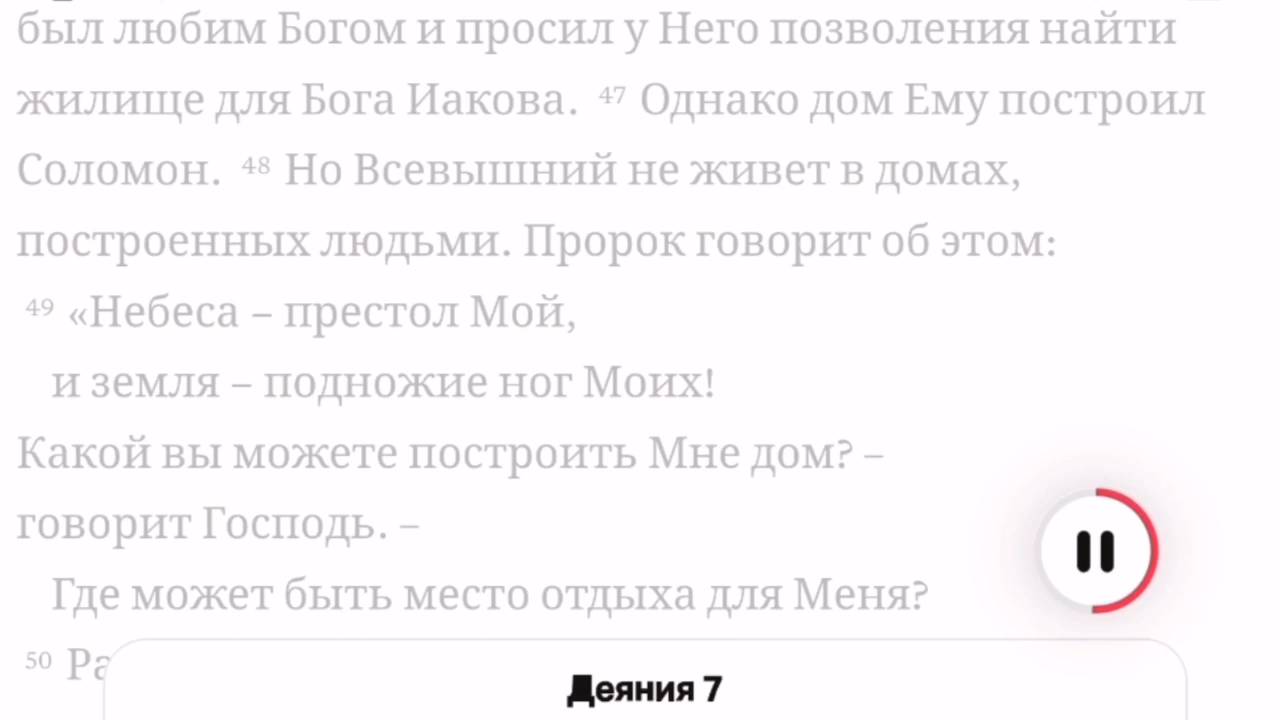 был любим Богом и просил у Него позволения найти
жилище для Бога Иакова. 47 Однако дом Ему построил
Соломон. 48 Но Всевышний не живет в домах,
построенных людьми. Пророк говорит об этом:
49 «Небеса – престол Мой,
и земля – подножие ног Моих!
Какой вы можете построить Мне дом? –
говорит Господь. –
Где может быть место отдыха для Меня?
50
Деяния 7